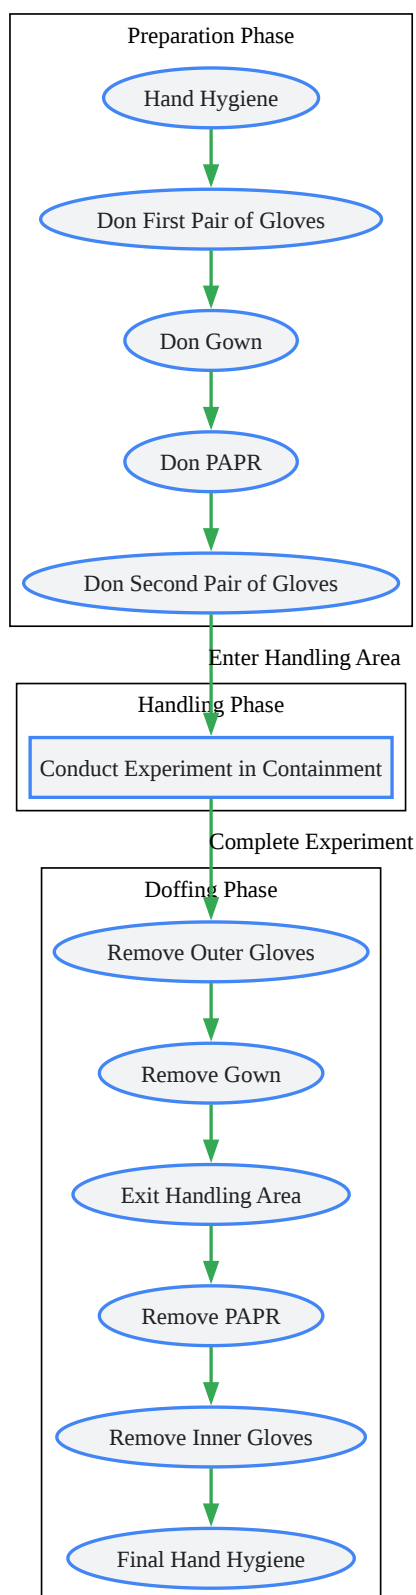 Preparation Phase
Hand Hygiene
Don First Pair of Gloves
Don Gown
Don PAPR
Don Second Pair of Gloves
Enter Handling Area
Handling Phase
Conduct Experiment in Containment
Complete Experiment
Doffing Phase
Remove Outer Gloves
Remove Gown
Exit Handling Area
Remove PAPR
Remove Inner Gloves
Final Hand Hygiene